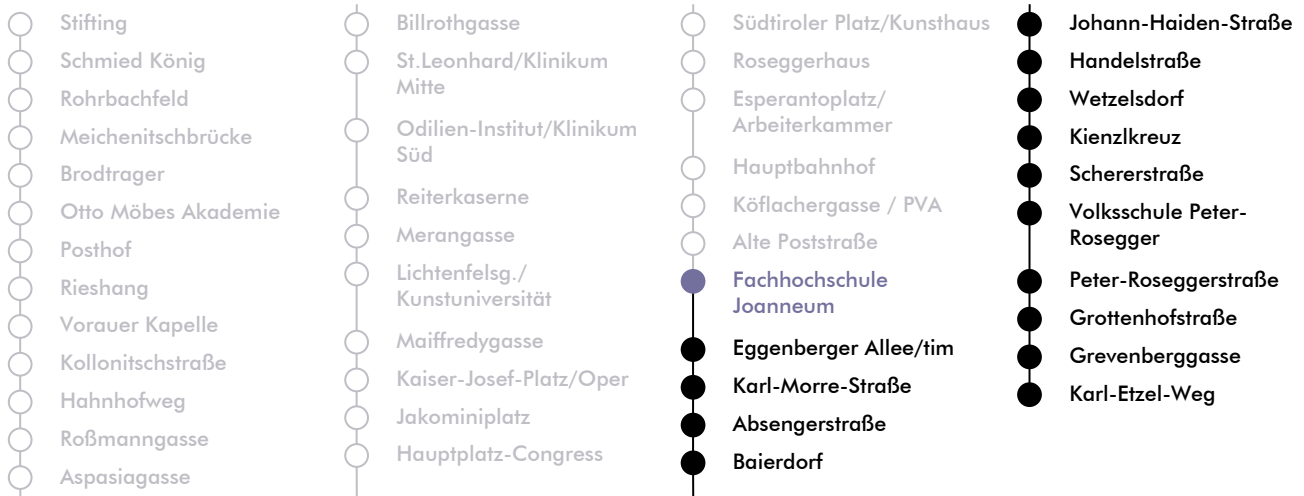 Stifting
Schmied König
Rohrbachfeld
Meichenitschbrücke
Brodtrager
Otto Möbes Akademie
Posthof
Rieshang
Vorauer Kapelle
Kollonitschstraße
Hahnhofweg
Roßmanngasse
Aspasiagasse
Billrothgasse
St.Leonhard/Klinikum
Mitte
Odilien-Institut/Klinikum
Süd
Reiterkaserne
Merangasse
Lichtenfelsg./
Kunstuniversität
Maiffredygasse
Kaiser-Josef-Platz/Oper
Jakominiplatz
Hauptplatz-Congress
Südtiroler Platz/Kunsthaus
Roseggerhaus
Esperantoplatz/
Arbeiterkammer
Hauptbahnhof
Köflachergasse / PVA
Alte Poststraße
Fachhochschule
Joanneum
Eggenberger Allee/tim
Karl-Morre-Straße
Absengerstraße
Baierdorf
Johann-Haiden-Straße
Handelstraße
Wetzelsdorf
Kienzlkreuz
Schererstraße
Volksschule Peter-
Rosegger
Peter-Roseggerstraße
Grottenhofstraße
Grevenberggasse
Karl-Etzel-Weg